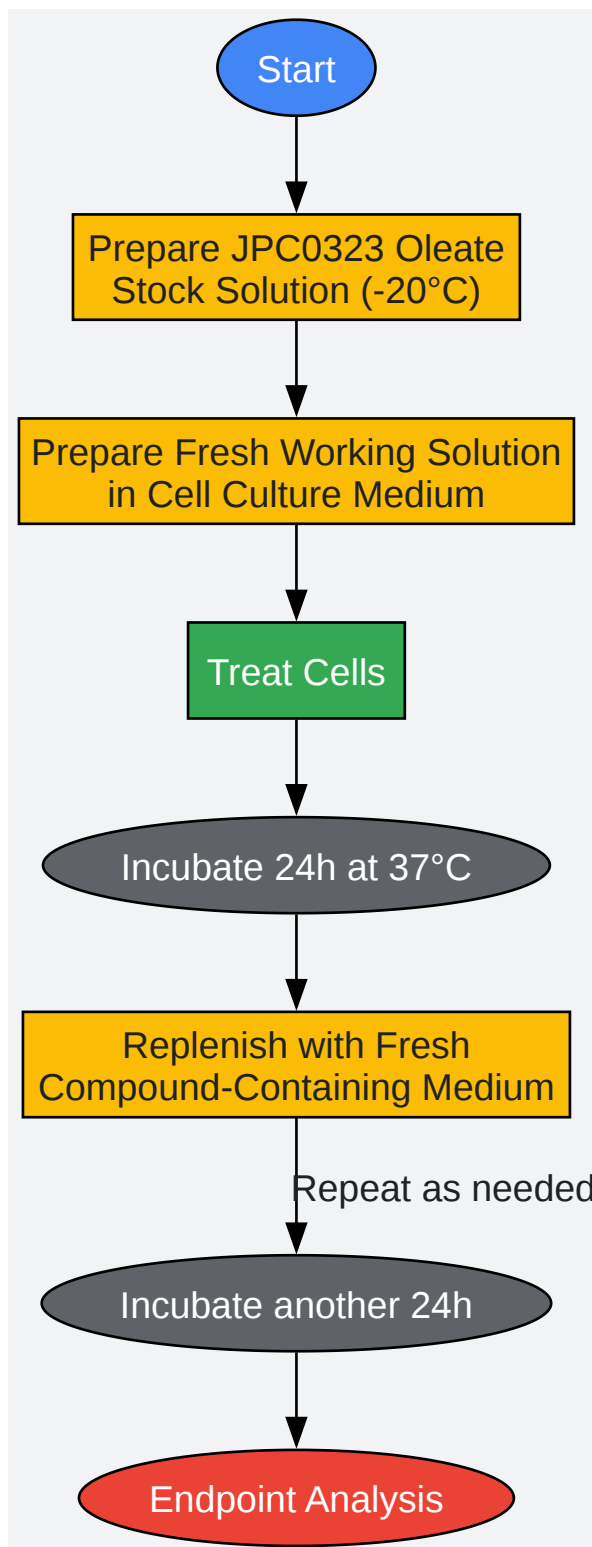 Start
Prepare JPC0323 Oleate
Stock Solution (-20°C)
Prepare Fresh Working Solution
in Cell Culture Medium
Treat Cells
Incubate 24h at 37°C
Replenish with Fresh
Compound-Containing Medium
Repeat as needed
Incubate another 24h
Endpoint Analysis